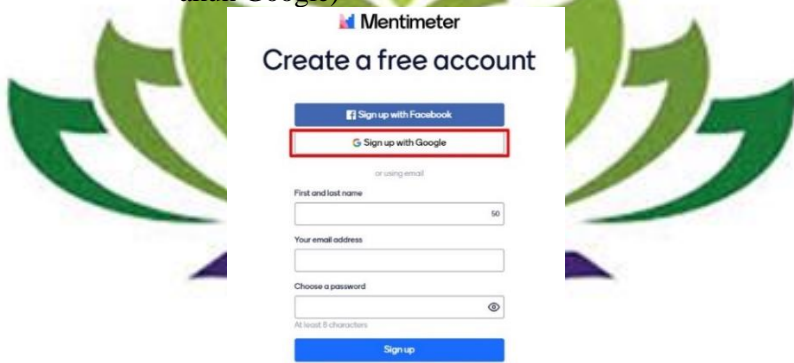 Google)
Mentimeter
Create a free account
Sign up with Facebook
G Sign up with Google
or using email
First and last name
50
Your email address
Choose a password
At least 8 characters
Sign up